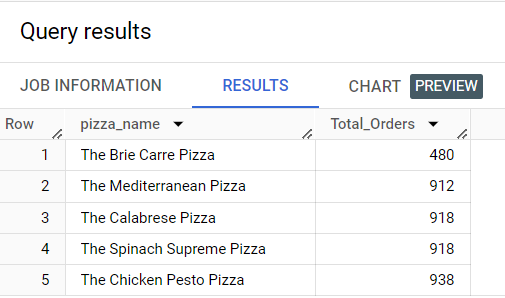 Query results
JOB INFORMATION RESULTS CHART PREVIEW
Row pizza_name Total_Orders
1 The Brie Carre Pizza 480
2 The Mediterranean Pizza 912
3 The Calabrese Pizza 918
4 The Spinach Supreme Pizza 918
5 The Chicken Pesto Pizza 938